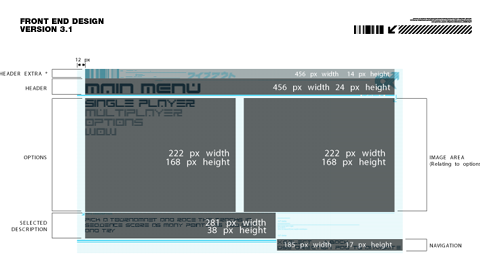 FRONT END DESIGN
VERSION 3.1
12 px
HEADER EXTRA *
456 px width 14 px height
HEADER
MAIN MENU
456 px width 24 px height
SINGLE PLAYER
MULTIPLAYER
OPTIONS
WOW
OPTIONS
222 px width
168 px height
222 px width
168 px height
IMAGE AREA
(Relating to options
SELECTED
DESCRIPTION
281 px width
38 px height
185 px width 17 px height
NAVIGATION